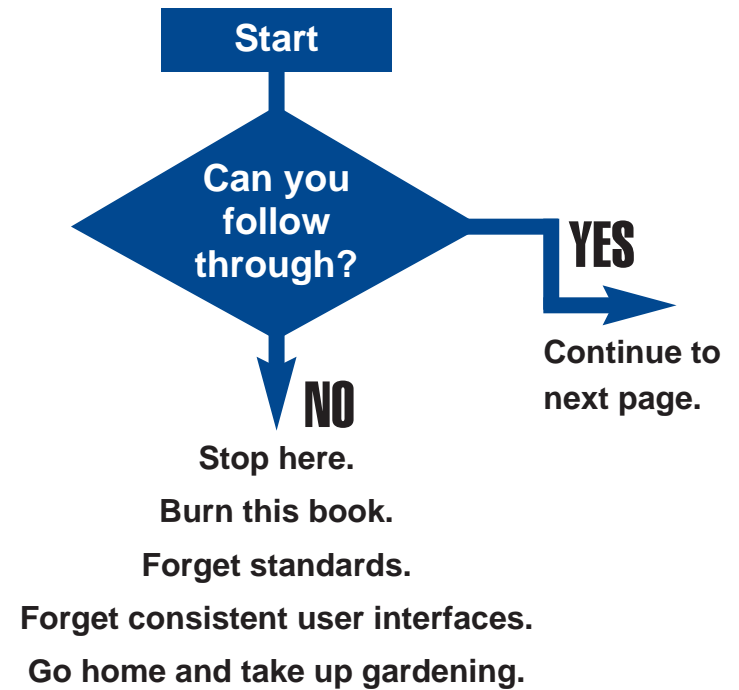 Start
Can you
follow
through?
YES
Continue to
next page.
NO
Stop here.
Burn this book.
Forget standards.
Forget consistent user interfaces.
Go home and take up gardening.